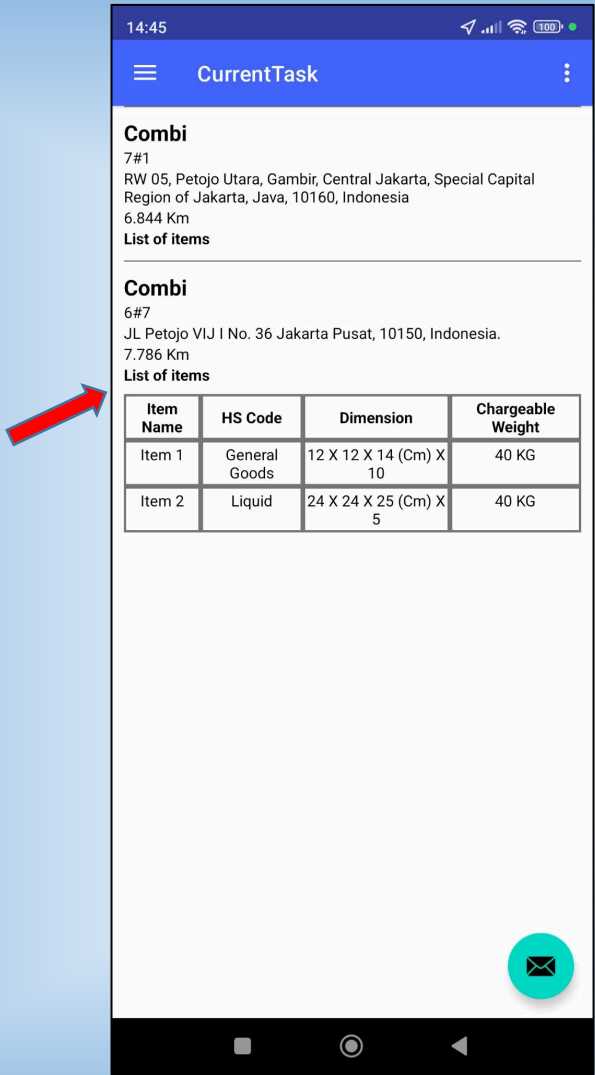 14:45
100
CurrentTask
Combi
7#1
RW 05, Petojo Utara, Gambir, Central Jakarta, Special Capital
Region of Jakarta, Java, 10160, Indonesia
6.844 Km
List of items
Combi
6#7
JL Petojo VIJ I No. 36 Jakarta Pusat, 10150, Indonesia.
7.786 Km
List of items
Item Name HS Code Dimension Chargeable Weight
Item 1 General Goods 12 X 12 X 14 (Cm) X 10 40 KG
Item 2 Liquid 24 X 24 X 25 (Cm) X 5 40 KG